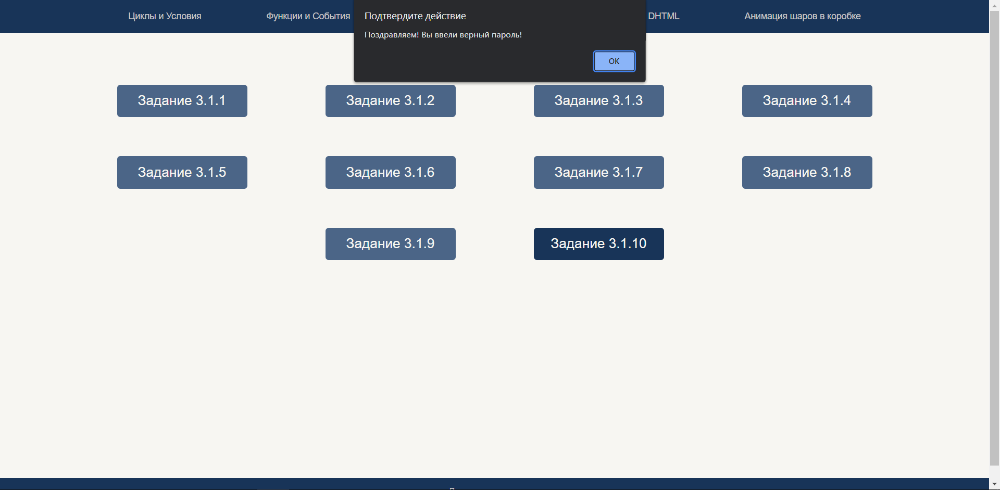 Циклы и Условия
Функции и События
DHTML
Анимация шаров в коробке
Подтвердите действие
Поздравляем! Вы ввели верный пароль!
ОК
Задание 3.1.1
Задание 3.1.2
Задание 3.1.3
Задание 3.1.4
Задание 3.1.5
Задание 3.1.6
Задание 3.1.7
Задание 3.1.8
Задание 3.1.9
Задание 3.1.10